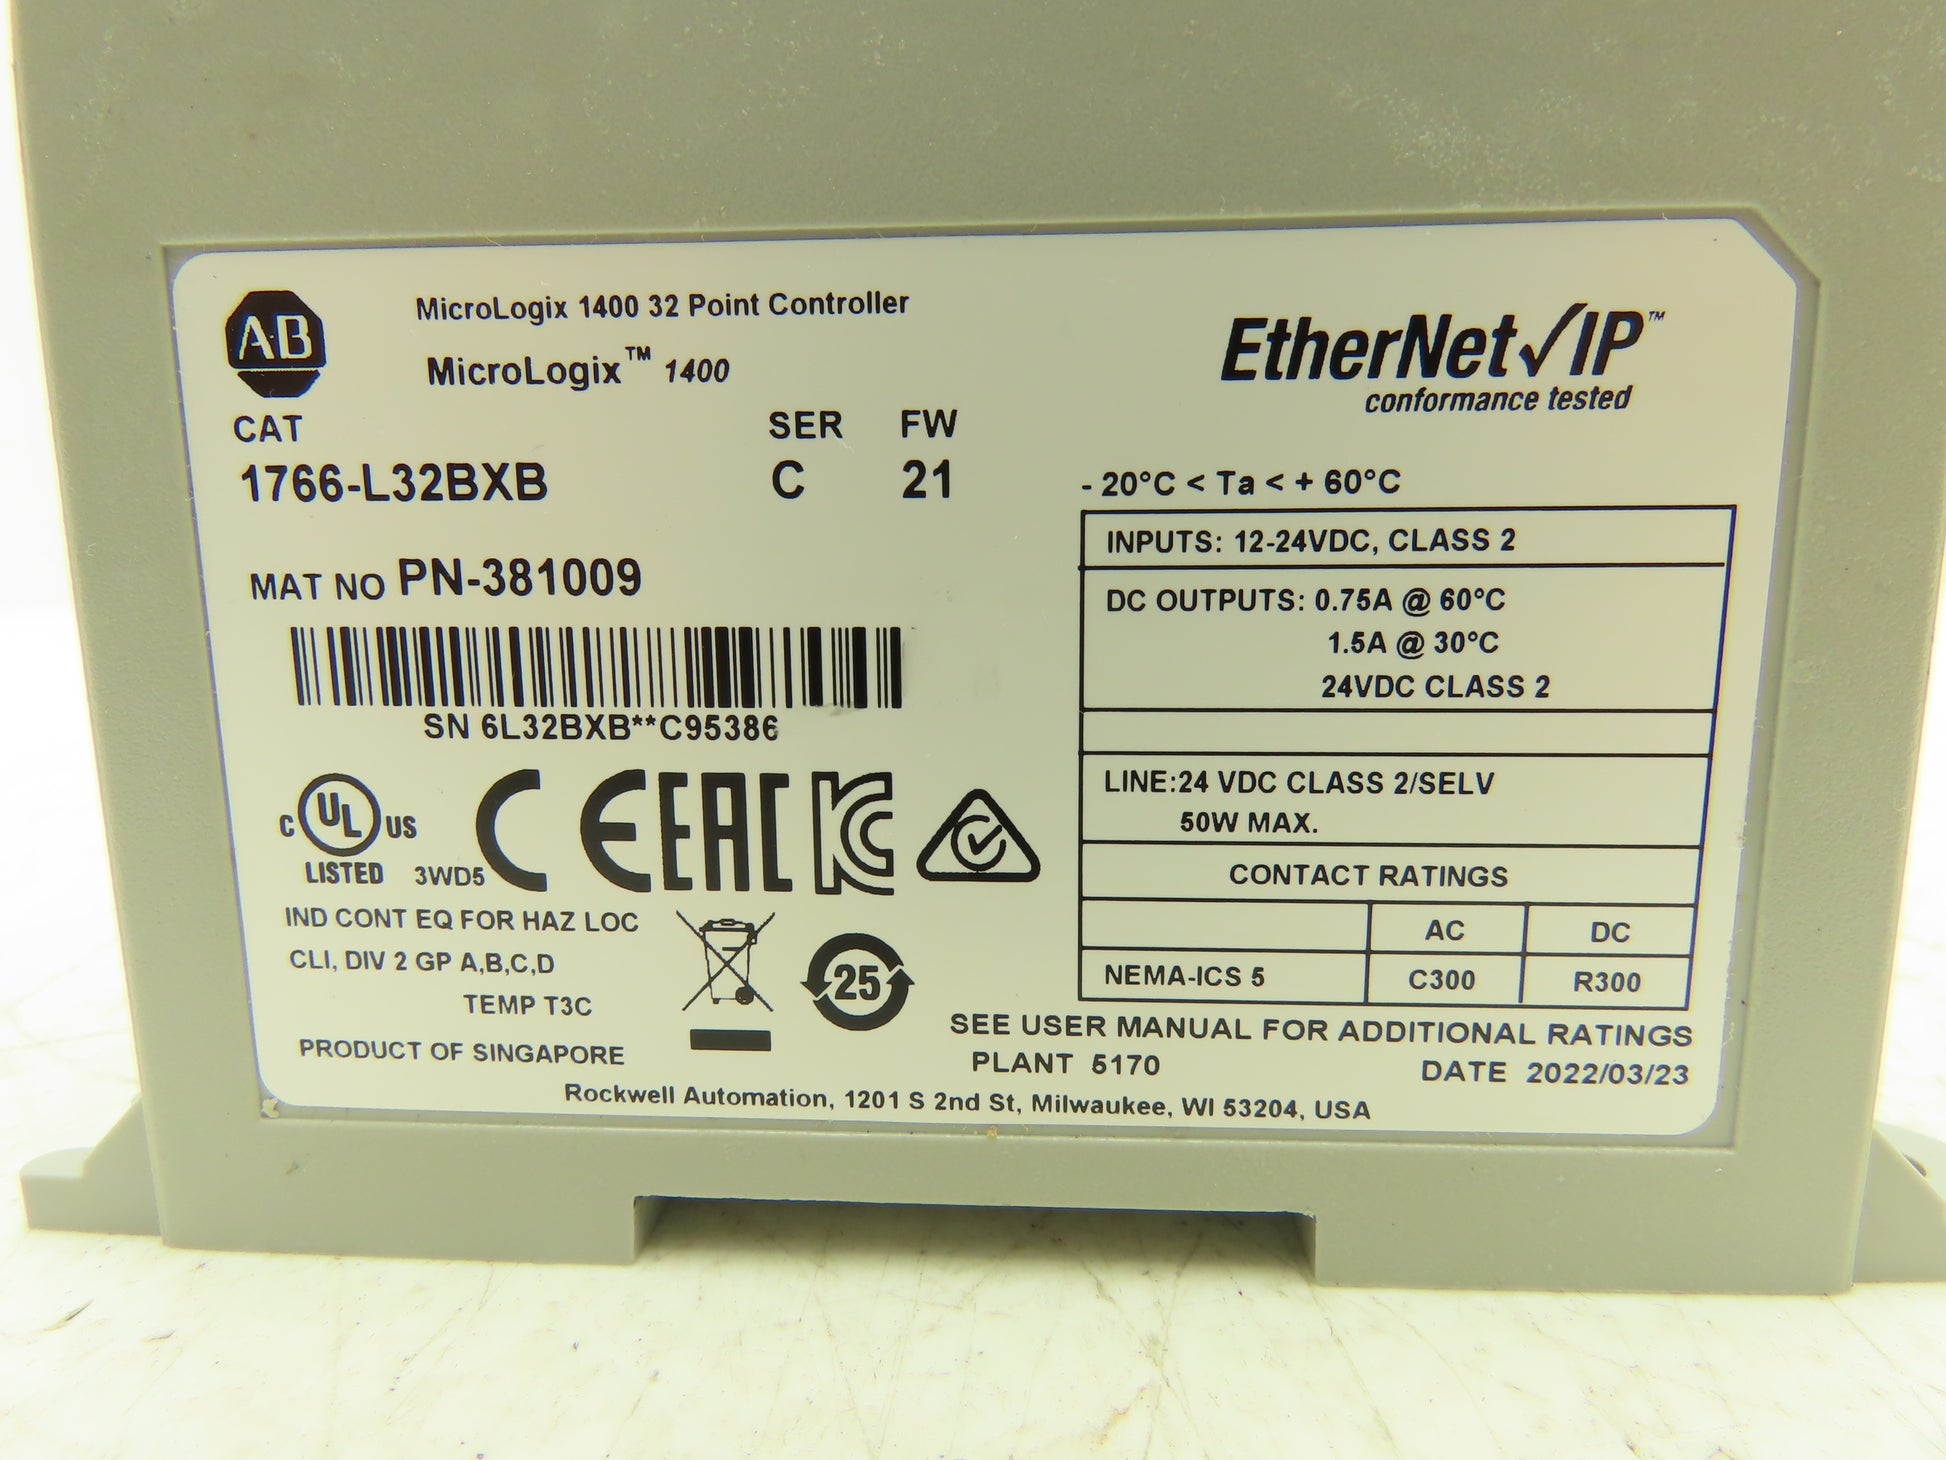 AB
MicroLogix 1400 32 Point Controller
MicroLogix™ 1400
EtherNet/IP™
conformance tested
CAT SER FW
1766-L32BXB C 21
MAT NO PN-381009
SN 6L32BXB**C95386
C UL US
LISTED 3WD5
CE EAC KC
IND CONT EQ FOR HAZ LOC
CLI, DIV 2 GP A,B,C,D
TEMP T3C
25
PRODUCT OF SINGAPORE
- 20°C < Ta < + 60°C
INPUTS: 12-24VDC, CLASS 2
DC OUTPUTS: 0.75A @ 60°C
1.5A @ 30°C
24VDC CLASS 2
LINE:24 VDC CLASS 2/SELV
50W MAX.
CONTACT RATINGS
AC DC
NEMA-ICS 5 C300 R300
SEE USER MANUAL FOR ADDITIONAL RATINGS
PLANT 5170 DATE 2022/03/23
Rockwell Automation, 1201 S 2nd St, Milwaukee, WI 53204, USA